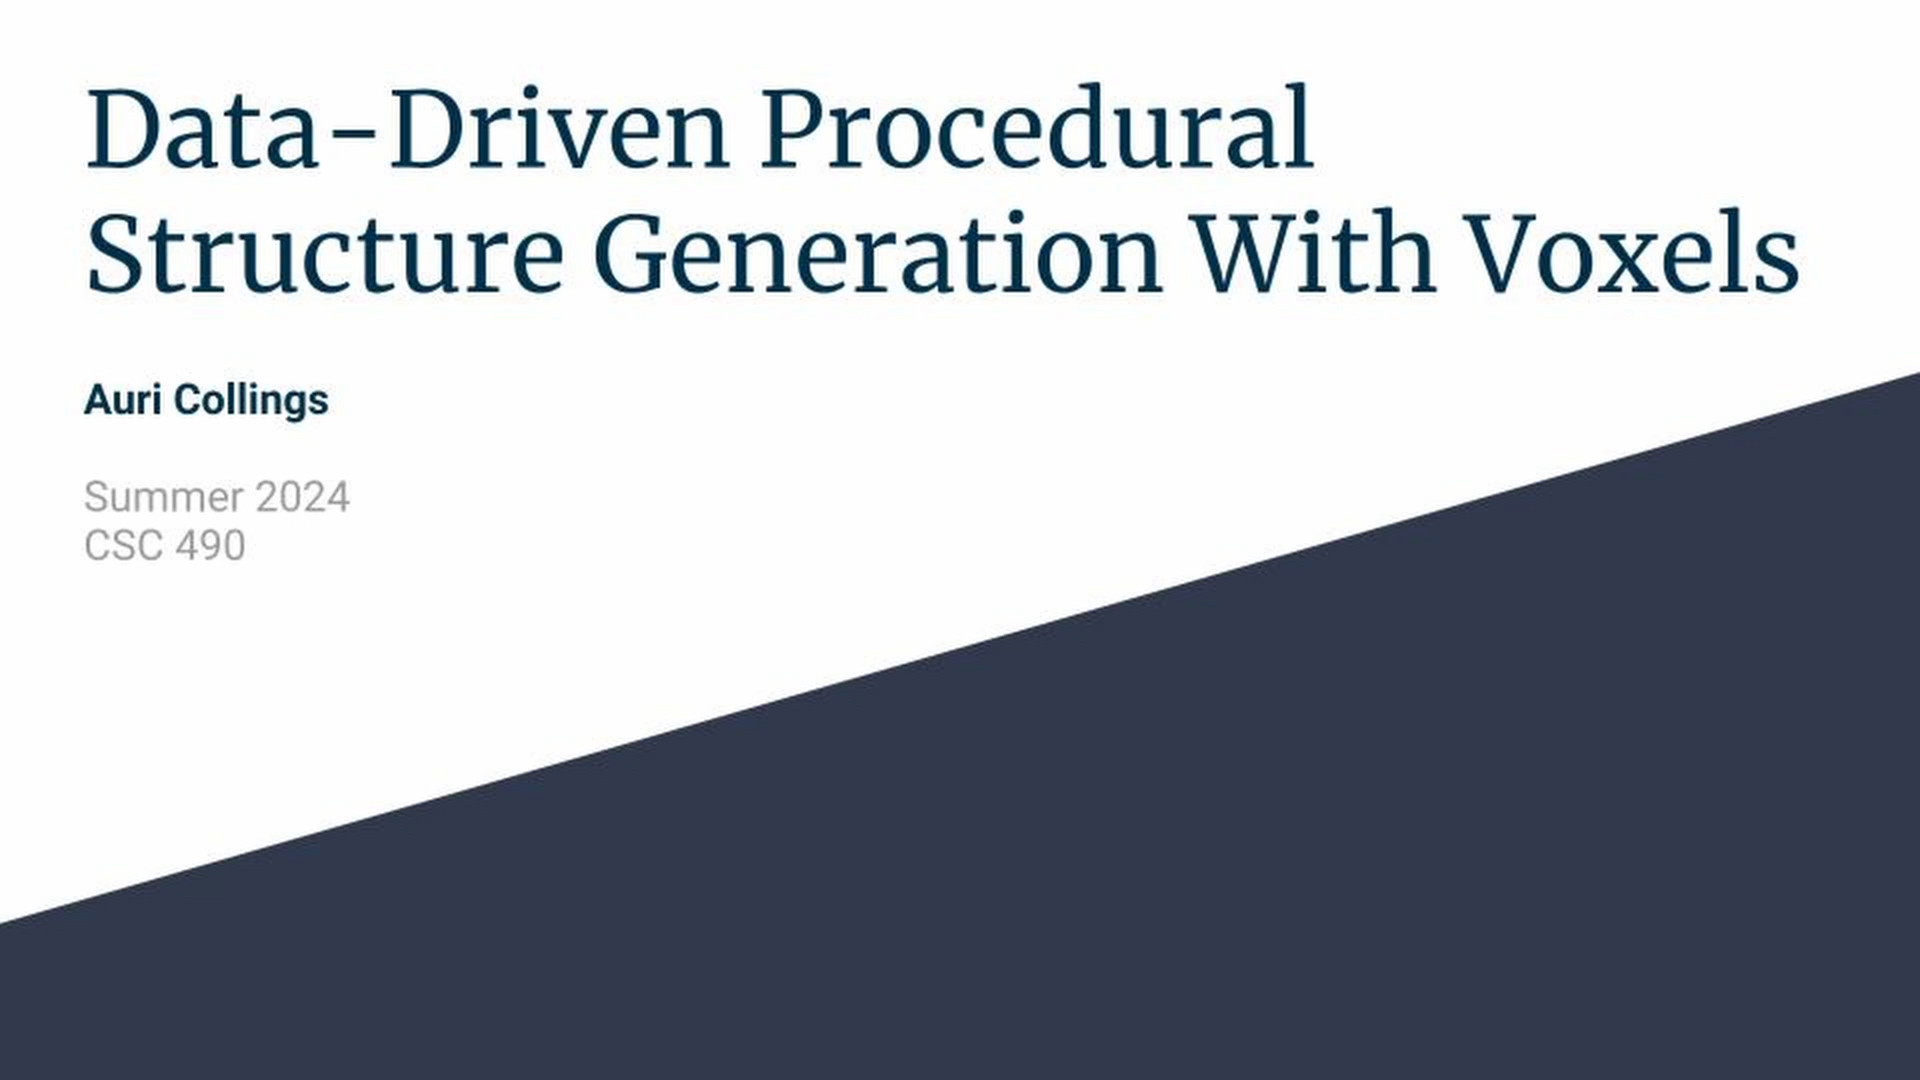 Data-Driven Procedural
Structure Generation With Voxels
Auri Collings
Summer 2024
CSC 490